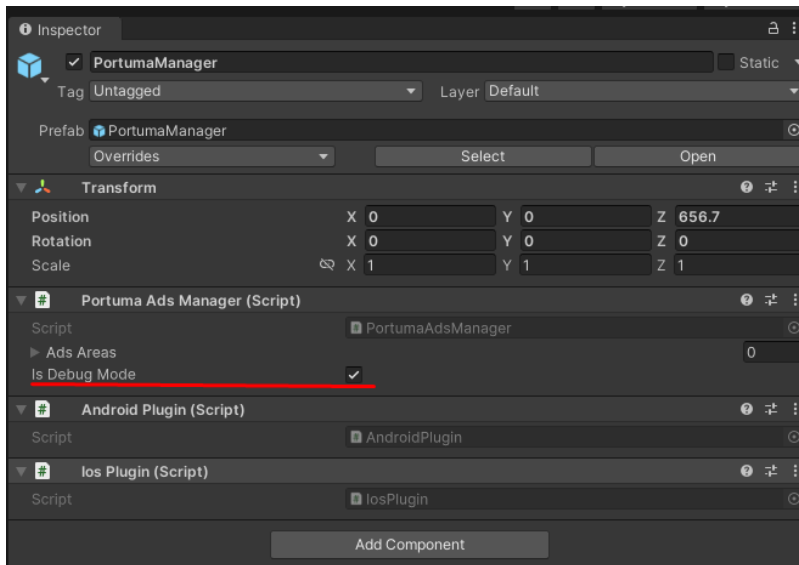 Inspector
PortumaManager Static
Tag Untagged Layer Default
Prefab PortumaManager
Overrides Select Open
Transform
Position X 0 Y 0 Z 656.7
Rotation X 0 Y 0 Z 0
Scale X 1 Y 1 Z 1
# Portuma Ads Manager (Script)
Script PortumaAdsManager
Ads Areas 0
Is Debug Mode
# Android Plugin (Script)
Script AndroidPlugin
# Ios Plugin (Script)
Script IosPlugin
Add Component